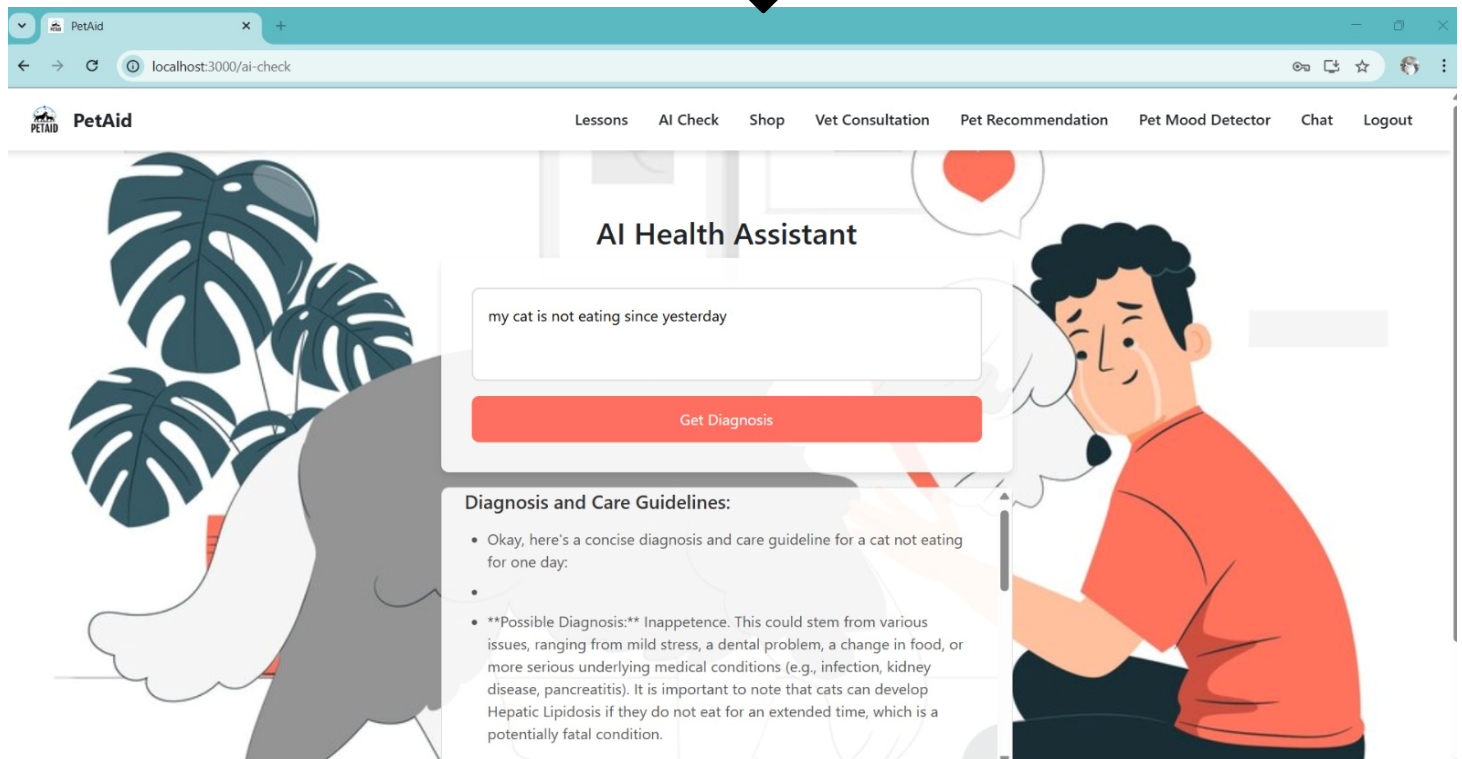 PetAid
localhost:3000/ai-check
PETAID
PetAid
Lessons
AI Check
Shop
Vet Consultation
Pet Recommendation
Pet Mood Detector
Chat
Logout
AI Health Assistant
my cat is not eating since yesterday
Get Diagnosis
Diagnosis and Care Guidelines:
• Okay, here's a concise diagnosis and care guideline for a cat not eating
for one day:
•
• **Possible Diagnosis:** Inappetence. This could stem from various
issues, ranging from mild stress, a dental problem, a change in food, or
more serious underlying medical conditions (e.g., infection, kidney
disease, pancreatitis). It is important to note that cats can develop
Hepatic Lipidosis if they do not eat for an extended time, which is a
potentially fatal condition.